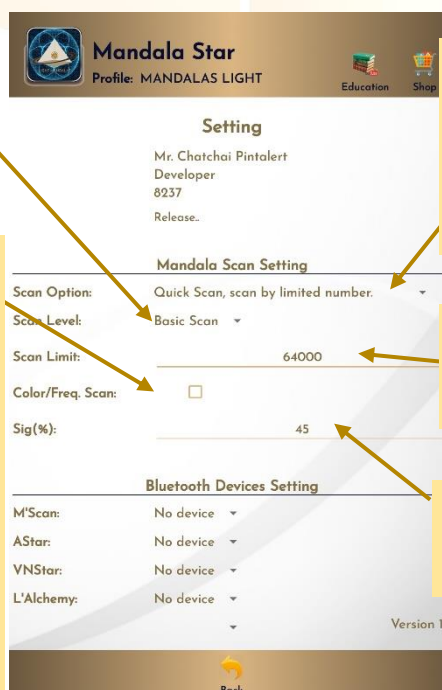 Mandala Star
Profile: MANDALAS LIGHT
Education
Shop
Setting
Mr. Chatchai Pintalert
Developer
8237
Release..
Mandala Scan Setting
Scan Option: Quick Scan, scan by limited number.
Scan Level: Basic Scan
Scan Limit: 64000
Color/Freq. Scan:
Sig(%): 45
Bluetooth Devices Setting
M'Scan: No device
AStar: No device
VNStar: No device
L'Alchemy: No device
Version 1
Back